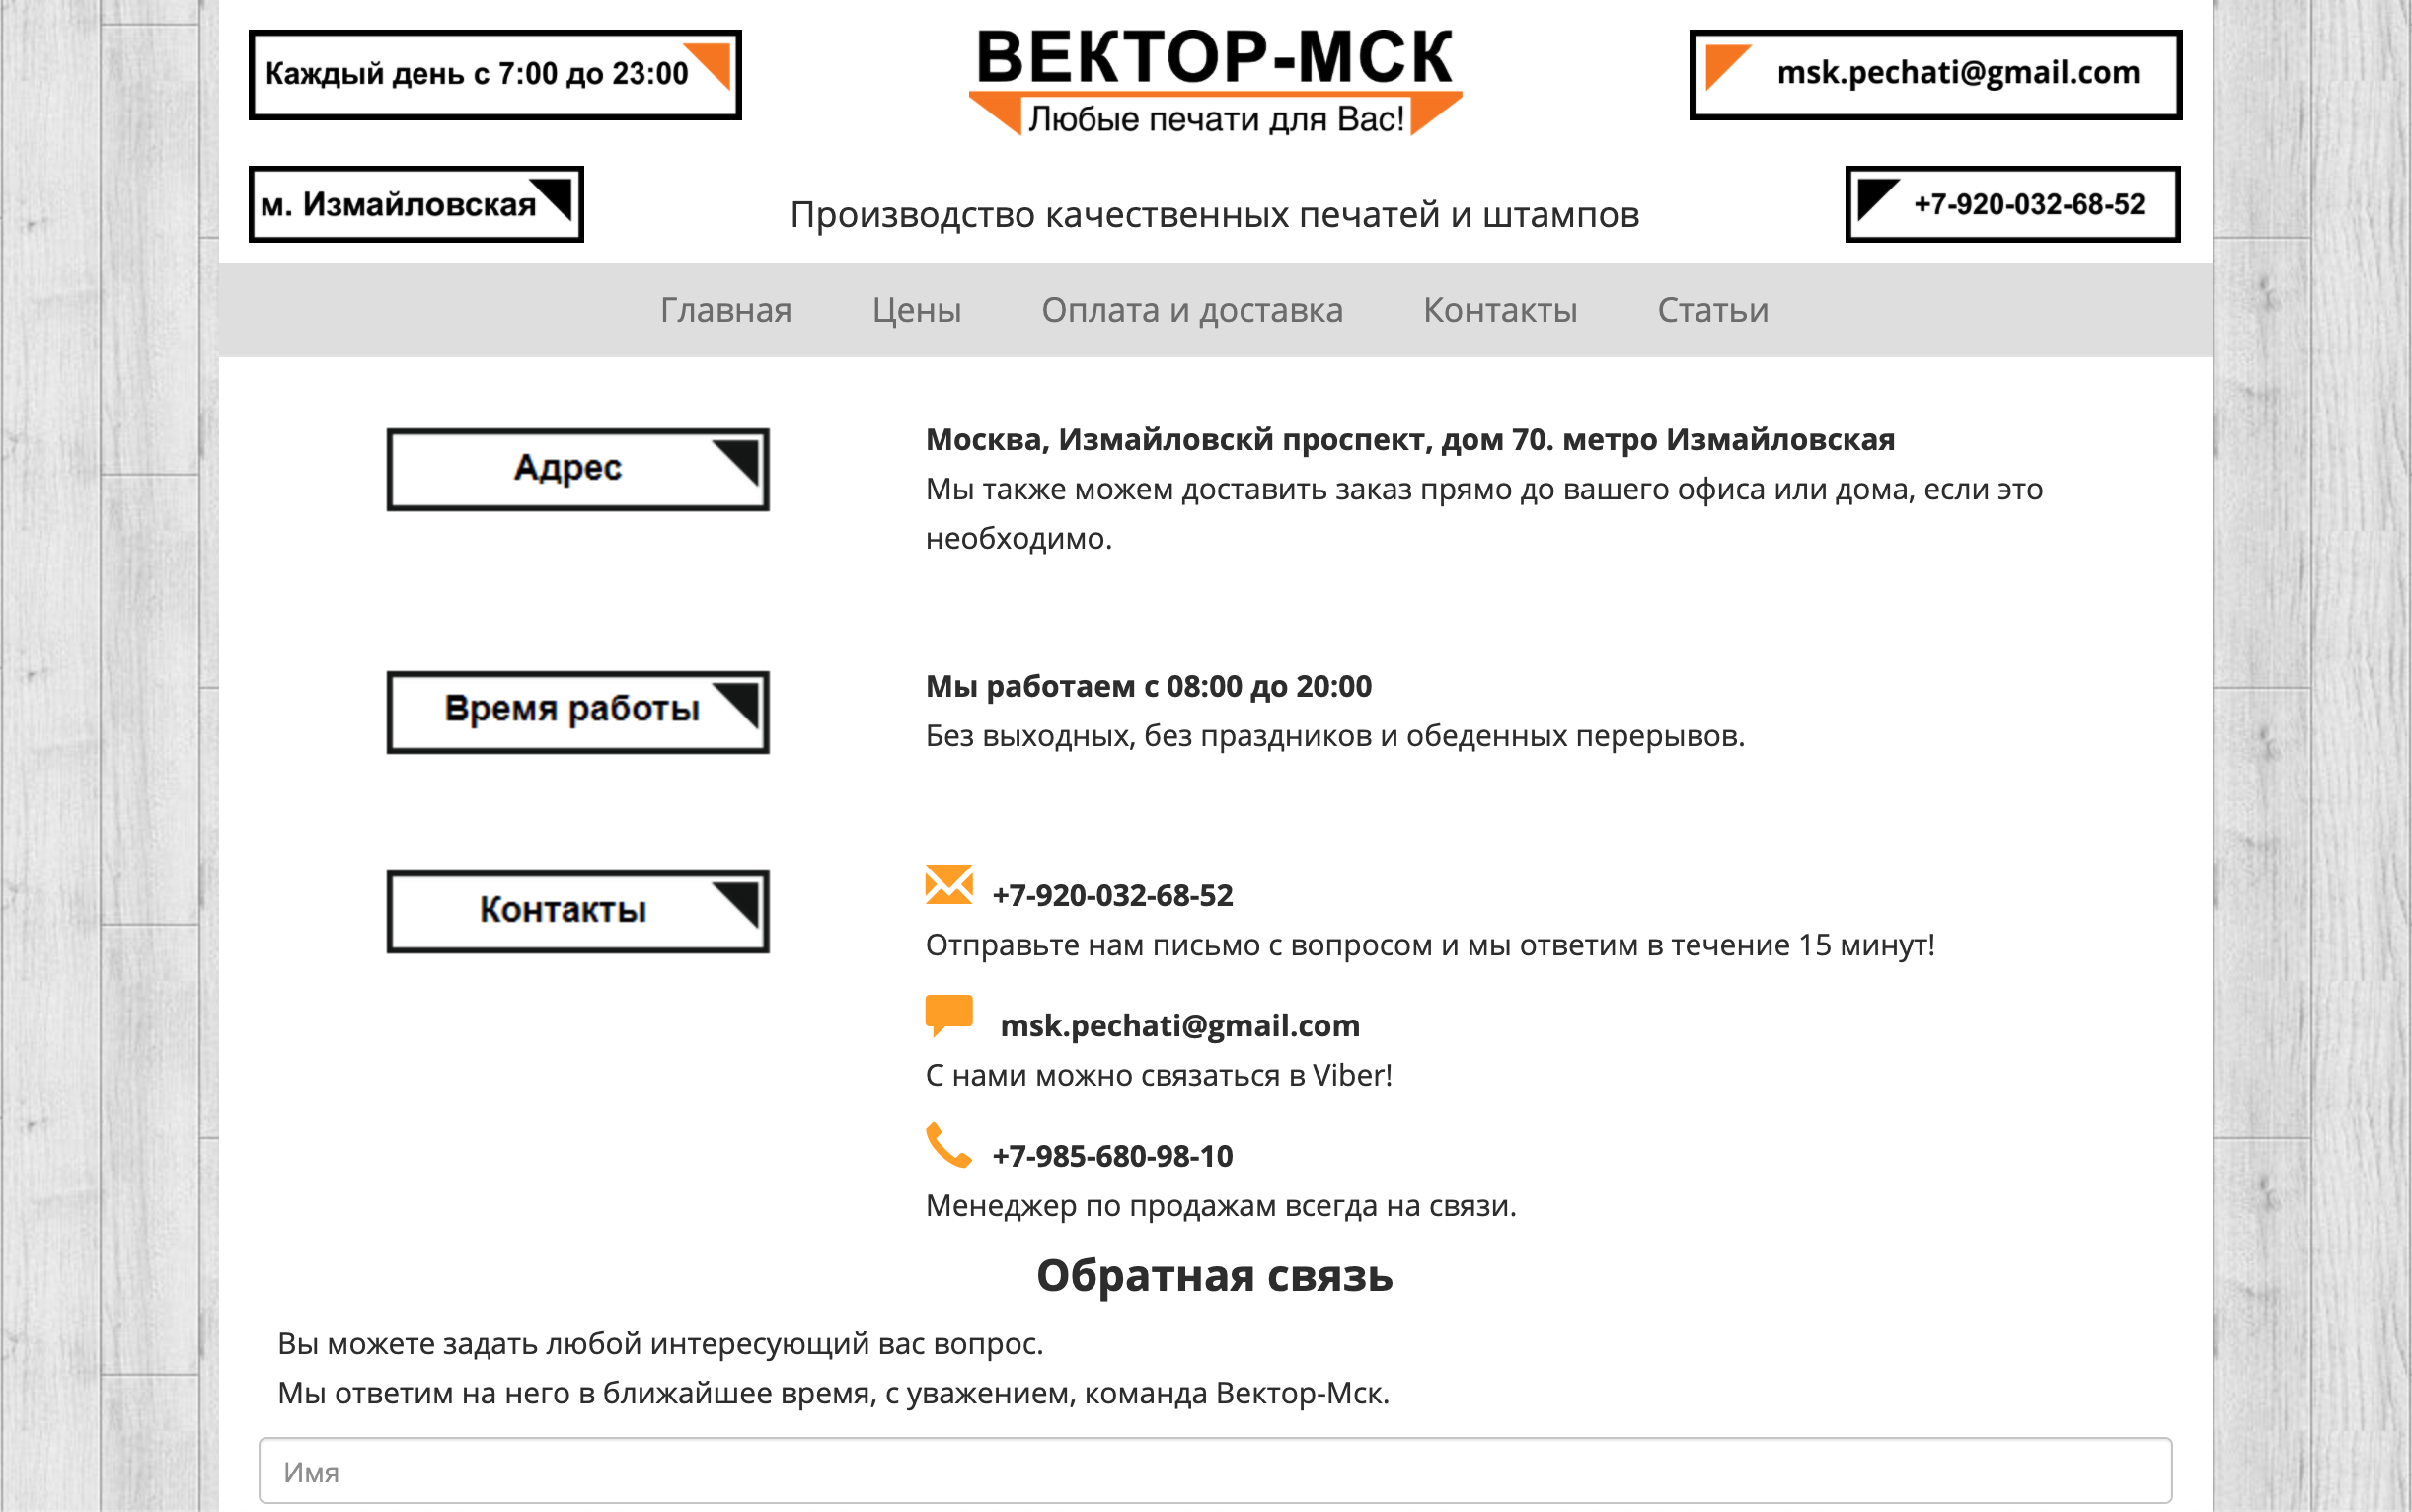 Каждый день с 7:00 до 23:00
ВЕКТОР-МСК
Любые печати для Вас!
msk.pechati@gmail.com
м. Измайловская
Производство качественных печатей и штампов
+7-920-032-68-52
Главная Цены Оплата и доставка Контакты Статьи
Адрес
Москва, Измайловскй проспект, дом 70. метро Измайловская
Мы также можем доставить заказ прямо до вашего офиса или дома, если это
необходимо.
Время работы
Мы работаем с 08:00 до 20:00
Без выходных, без праздников и обеденных перерывов.
Контакты
+7-920-032-68-52
Отправьте нам письмо с вопросом и мы ответим в течение 15 минут!
msk.pechati@gmail.com
С нами можно связаться в Viber!
+7-985-680-98-10
Менеджер по продажам всегда на связи.
Обратная связь
Вы можете задать любой интересующий вас вопрос.
Мы ответим на него в ближайшее время, с уважением, команда Вектор-Мск.
Имя